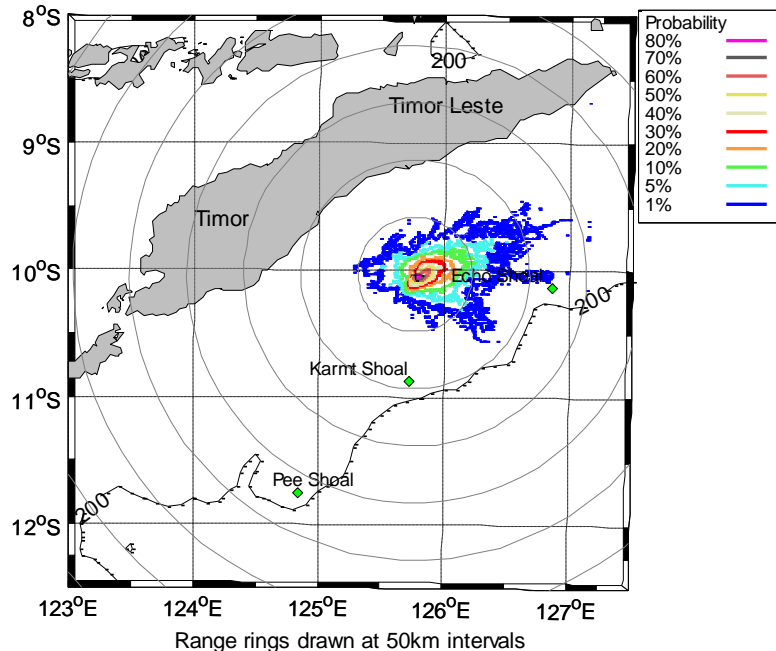 8°S
9°S
10°S
11°S
12°S
123°E
124°E
125°E
126°E
127°E
200
Timor Leste
Timor
Echo Shoals
200
Karmt Shoal
Pee Shoal
200
Range rings drawn at 50km intervals
Probability
80%
70%
60%
50%
40%
30%
20%
10%
5%
1%